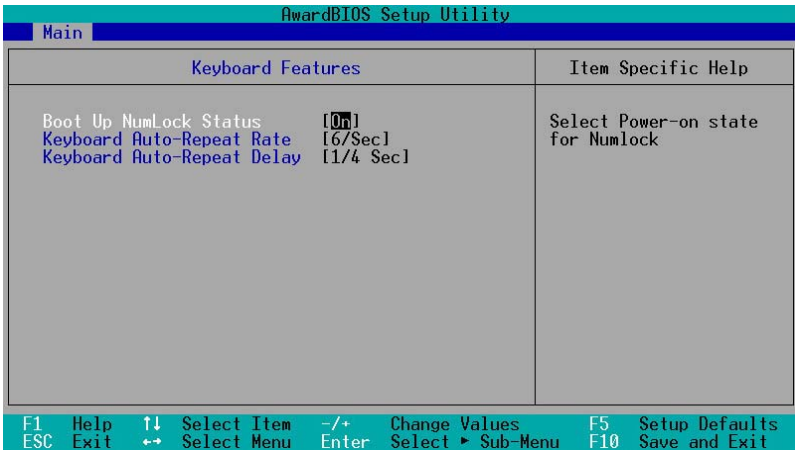 AwardBIOS Setup Utility
Main
Keyboard Features
Item Specific Help
Boot Up NumLock Status [On]
Keyboard Auto-Repeat Rate [6/Sec]
Keyboard Auto-Repeat Delay [1/4 Sec]
Select Power-on state
for Numlock
F1 Help ↑↓ Select Item -/+ Change Values F5 Setup Defaults
ESC Exit ←→ Select Menu Enter Select ► Sub-Menu F10 Save and Exit